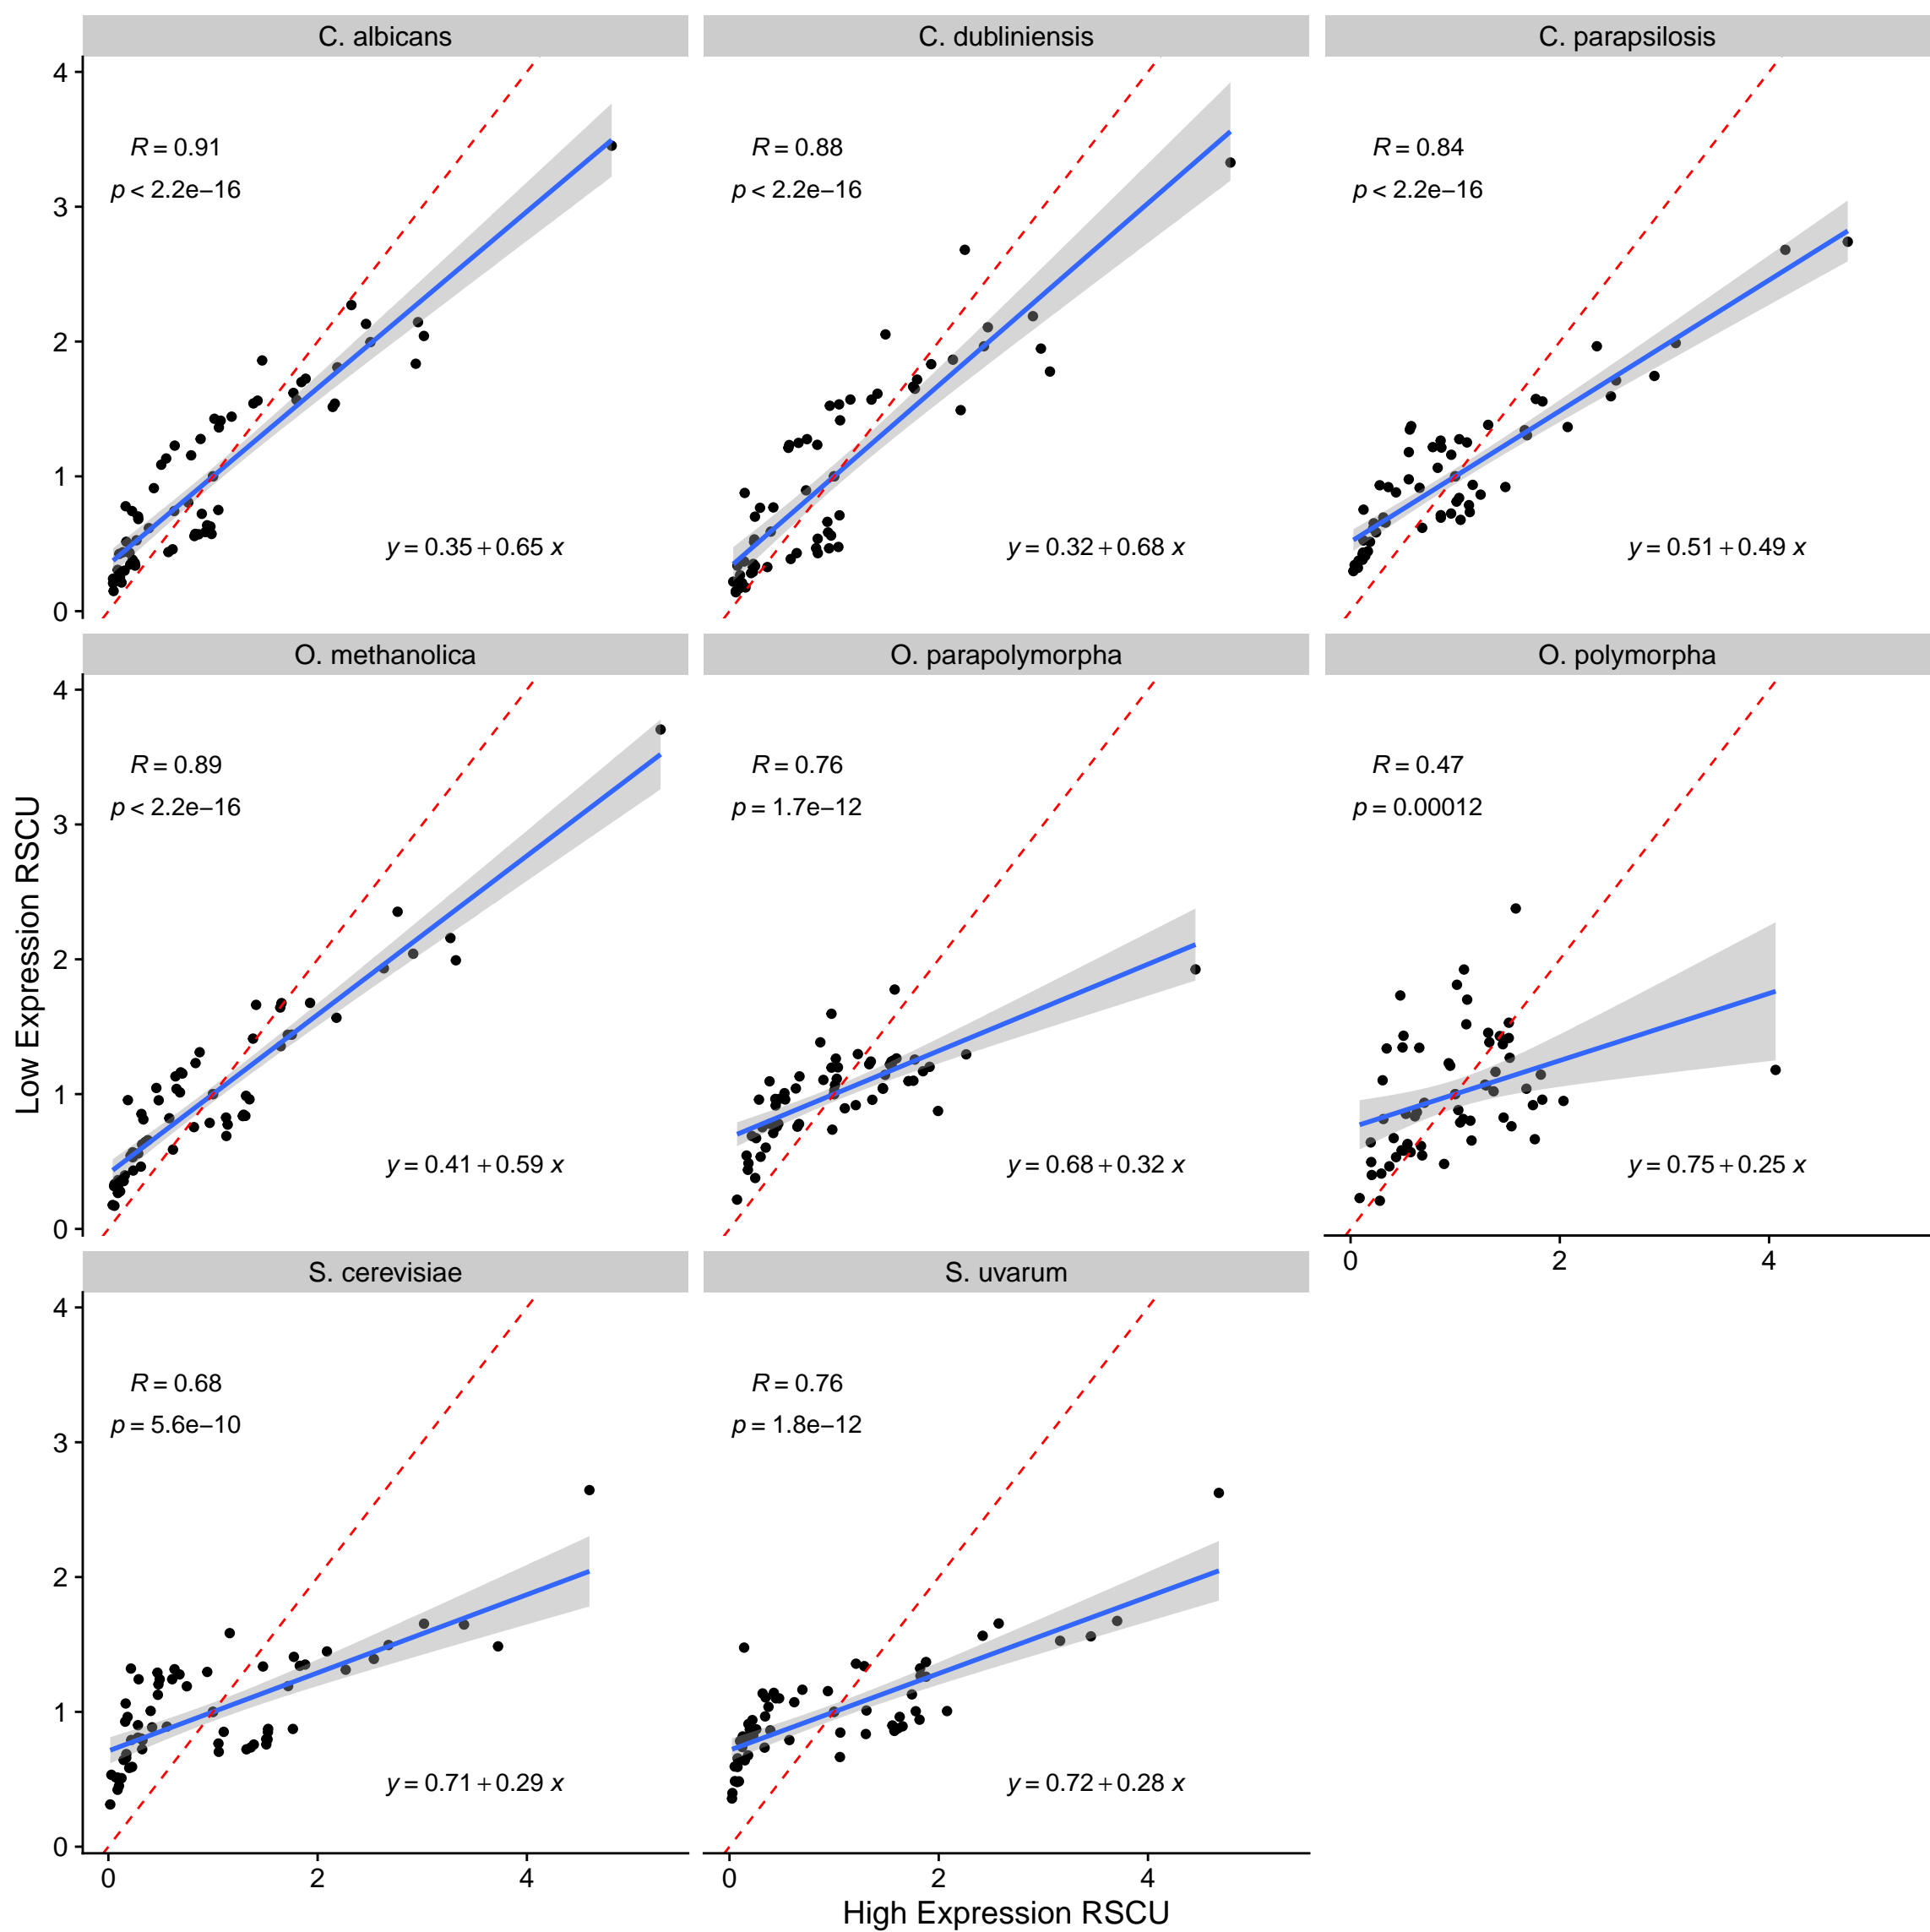 C. albicans
C. dubliniensis
C. parapsilosis
4
3
2
1
0
R = 0.91
p < 2.2e−16
y = 0.35 + 0.65 x
R = 0.88
p < 2.2e−16
y = 0.32 + 0.68 x
R = 0.84
p < 2.2e−16
y = 0.51 + 0.49 x
O. methanolica
O. parapolymorpha
O. polymorpha
Low Expression RSCU
4
3
2
1
0
R = 0.89
p < 2.2e−16
y = 0.41 + 0.59 x
R = 0.76
p = 1.7e−12
y = 0.68 + 0.32 x
R = 0.47
p = 0.00012
y = 0.75 + 0.25 x
0 2 4
S. cerevisiae
S. uvarum
4
3
2
1
0
R = 0.68
p = 5.6e−10
y = 0.71 + 0.29 x
R = 0.76
p = 1.8e−12
y = 0.72 + 0.28 x
0 2 4
0 2 4
High Expression RSCU